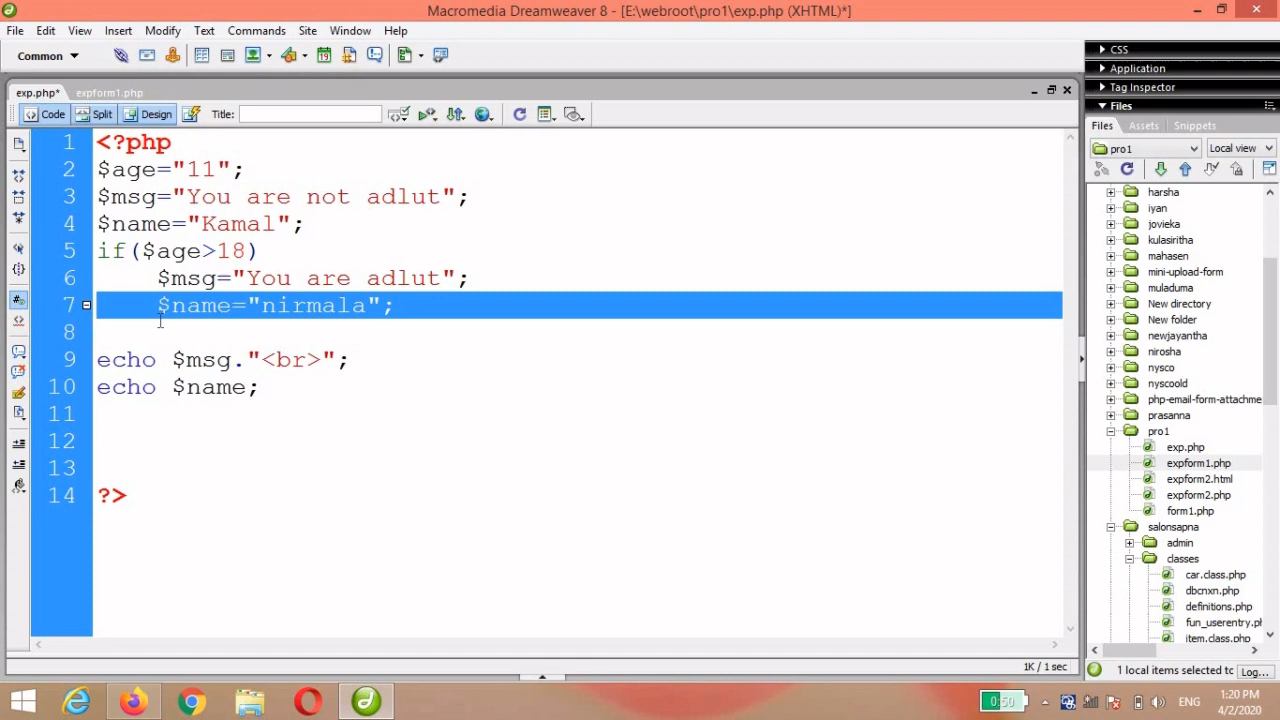 Macromedia Dreamweaver 8 - [E:\webroot\pro1\exp.php (XHTML)*]
File Edit View Insert Modify Text Commands Site Window Help
Common
CSS
Application
Tag Inspector
Files
exp.php* expform1.php
Code Split Design Title:
Files Assets Snippets
pro1 Local view
1 <?php
2 $age="11";
3 $msg="You are not adlut";
4 $name="Kamal";
5 if($age>18)
6 $msg="You are adlut";
7 $name="nirmala";
8
9 echo $msg."<br>";
10 echo $name;
11
12
13
14 ?>
harsha
iyan
jovieka
kulasiritha
mahasen
mini-upload-form
muladuma
New directory
New folder
newjayantha
nirosha
nysco
nyscoold
php-email-form-attachme
prasanna
pro1
exp.php
expform1.php
expform2.html
expform2.php
form1.php
salonsapna
admin
classes
car.class.php
dbcnxn.php
definitions.php
fun_userentry.ph
item.class.php
1K / 1 sec
1 local items selected to Log...
0:50 ENG
1:20 PM
4/2/2020